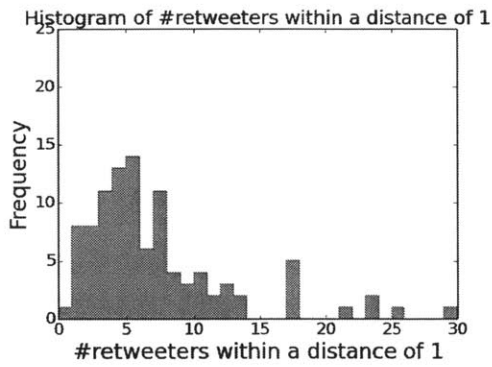 Histogram of #retweeters within a distance of 1
25
20
15
10
5
0
Frequency
0 5 10 15 20 25 30
#retweeters within a distance of 1